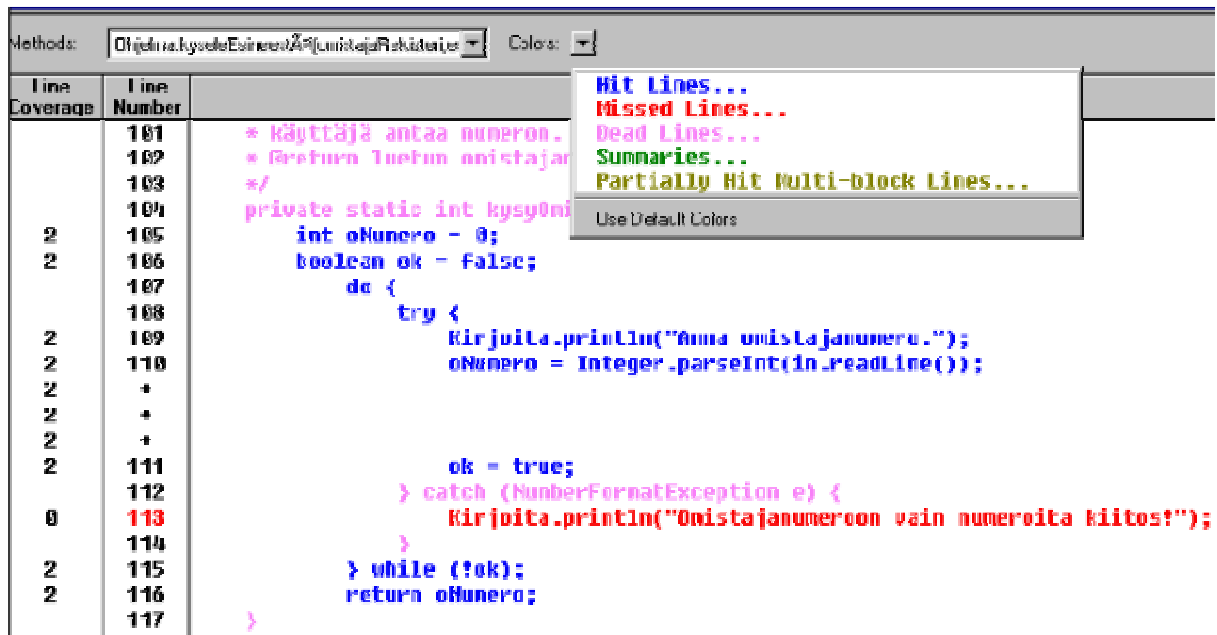 Methods: Colors:
Line Coverage Line Number
Hit Lines...
Missed Lines...
Dead Lines...
Summaries...
Partially Hit Multi-block Lines...
Use Default Colors
101 * käyttäjä antaa numeron.
102 * @return luetun omistajan
103 */
104 private static int kysyOmi
2 105 int oNumero = 0;
2 106 boolean ok = false;
107 do {
108 try {
2 109 Kirjoita.println("Anna omistajanumero.");
2 110 oNumero = Integer.parseInt(in.readLine());
2 +
2 +
2 +
2 111 ok = true;
112 } catch (NumberFormatException e) {
0 113 Kirjoita.println("Omistajanumeroon vain numeroita kiitos!");
114 }
2 115 } while (!ok);
2 116 return oNumero;
117 }